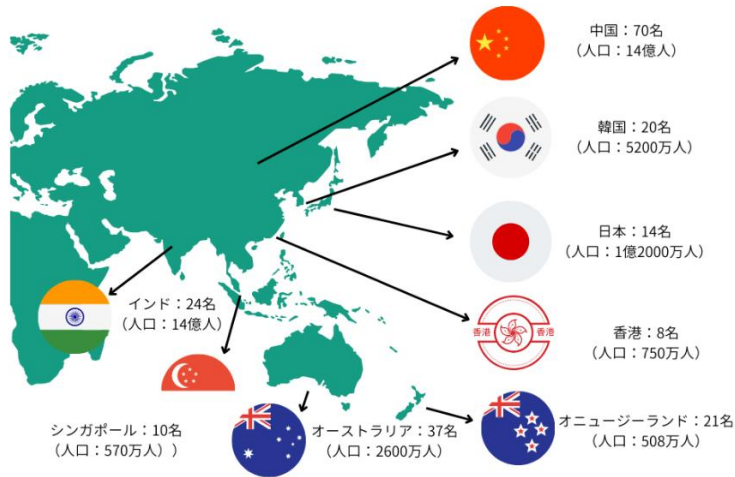 中国：70名
（人口：14億人）
韓国：20名
（人口：5200万人）
日本：14名
（人口：1億2000万人）
香港 香港
香港：8名
（人口：750万人）
インド：24名
（人口：14億人）
シンガポール：10名
（人口：570万人））
オーストラリア：37名
（人口：2600万人）
オニュージーランド：21名
（人口：508万人）